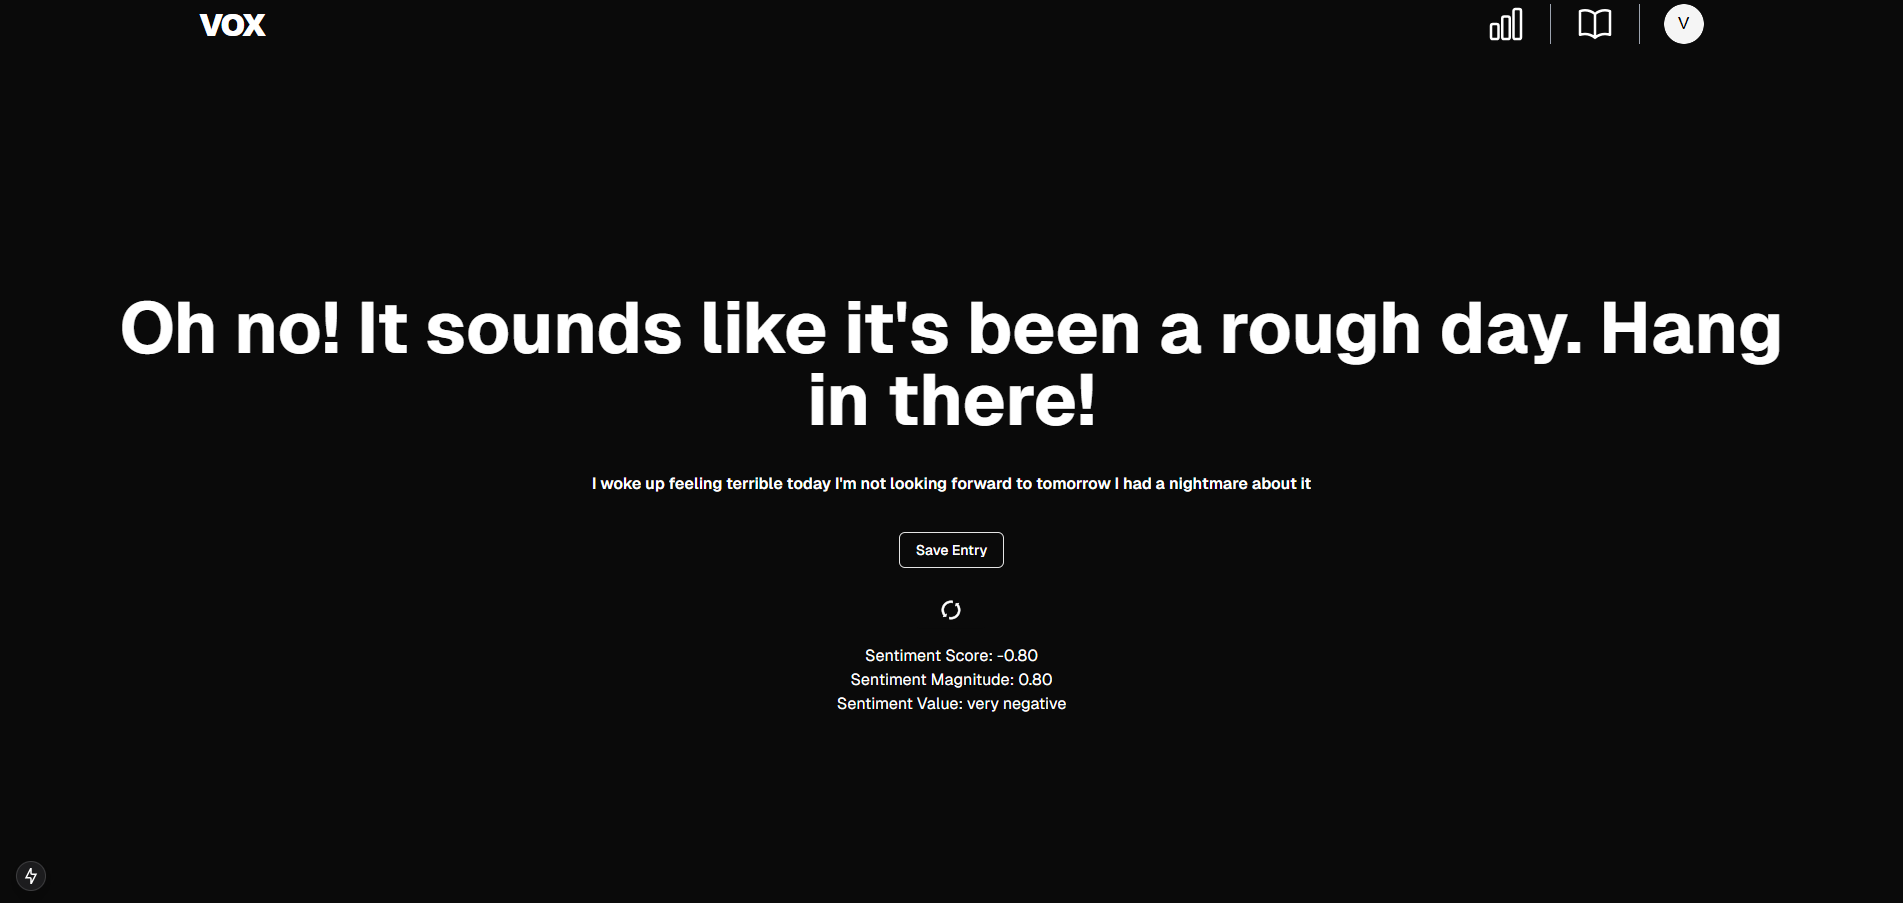 VOX
V
Oh no! It sounds like it's been a rough day. Hang
in there!
I woke up feeling terrible today I'm not looking forward to tomorrow I had a nightmare about it
Save Entry
Sentiment Score: -0.80
Sentiment Magnitude: 0.80
Sentiment Value: very negative